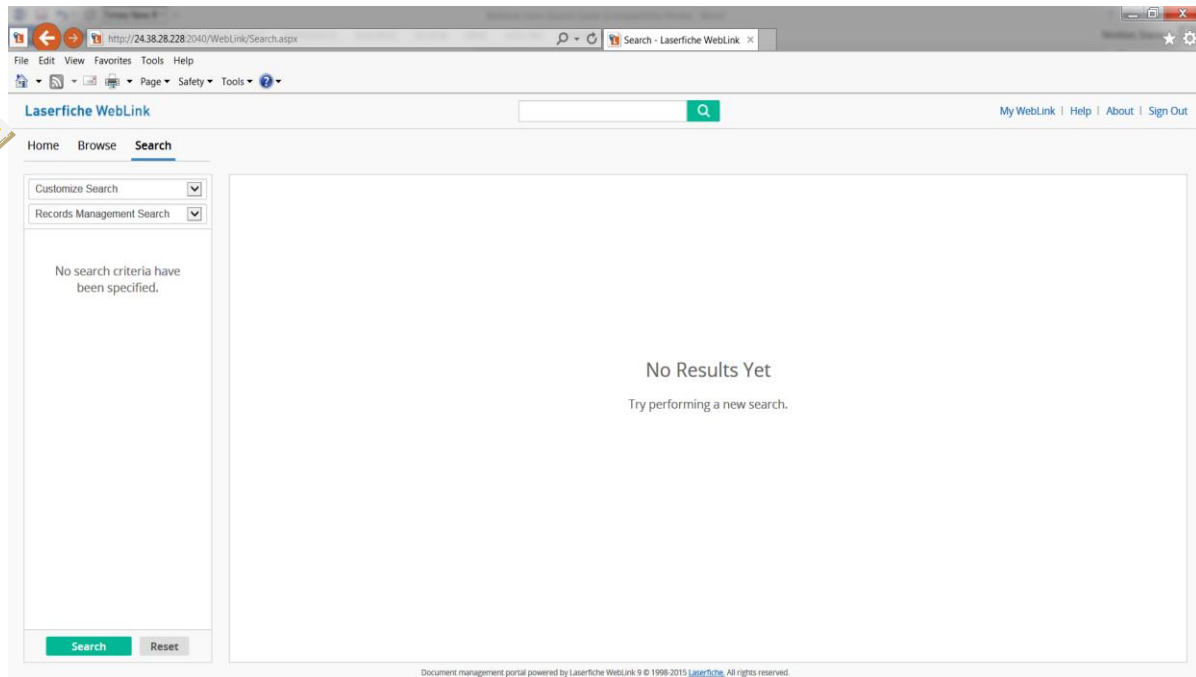 http://24.38.28.228:2040/WebLink/Search.aspx
Search - Laserfiche WebLink
File Edit View Favorites Tools Help
Page Safety Tools
Laserfiche WebLink
My WebLink | Help | About | Sign Out
Home Browse Search
Customize Search
Records Management Search
No search criteria have
been specified.
No Results Yet
Try performing a new search.
Search Reset
Document management portal powered by Laserfiche WebLink 9 © 1998-2015 Laserfiche. All rights reserved.